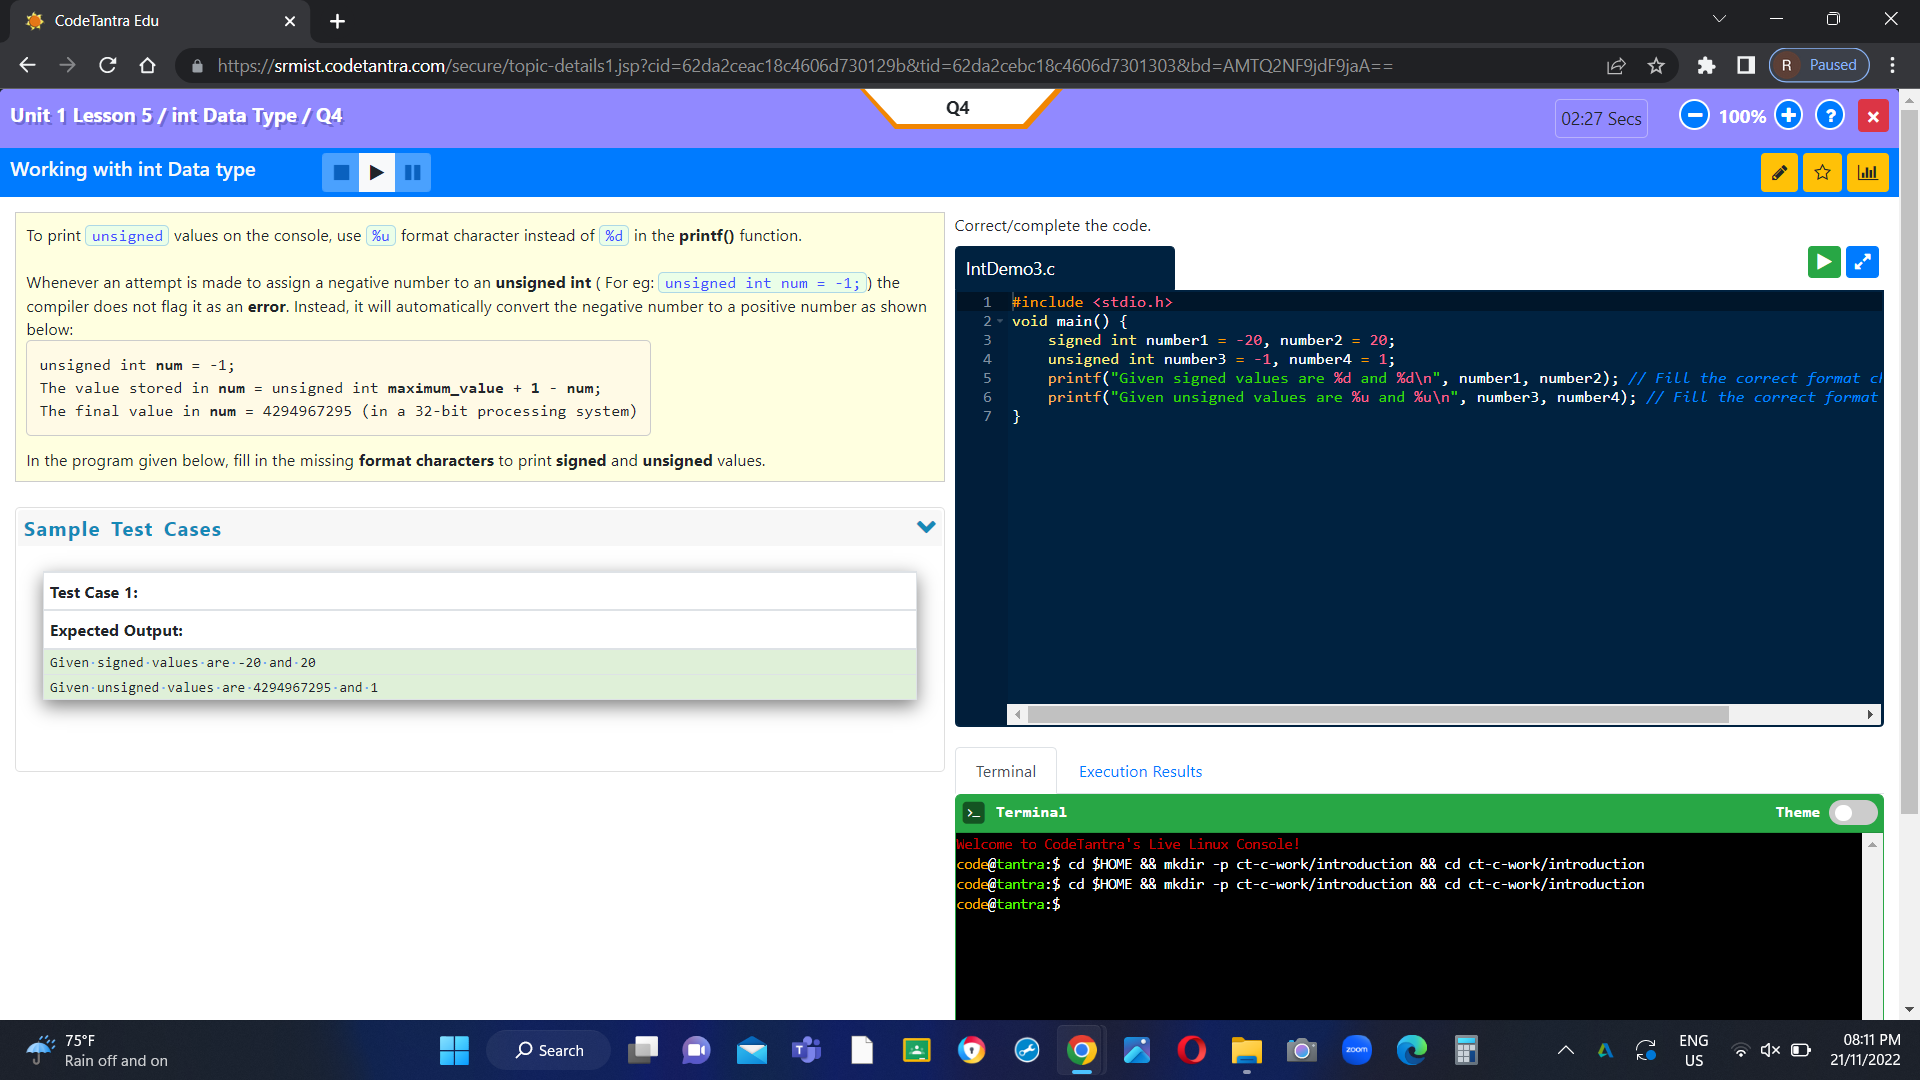 CodeTantra Edu
https://srmist.codetantra.com/secure/topic-details1.jsp?cid=62da2ceac18c4606d730129b&tid=62da2cebc18c4606d7301303&bd=AMTQ2NF9jdF9jaA==
R Paused
Unit 1 Lesson 5 / int Data Type / Q4
Q4
02:27 Secs
100%
?
Working with int Data type
To print unsigned values on the console, use %u format character instead of %d in the printf() function.
Whenever an attempt is made to assign a negative number to an unsigned int ( For eg: unsigned int num = -1; ) the
compiler does not flag it as an error. Instead, it will automatically convert the negative number to a positive number as shown
below:
unsigned int num = -1;
The value stored in num = unsigned int maximum_value + 1 - num;
The final value in num = 4294967295 (in a 32-bit processing system)
In the program given below, fill in the missing format characters to print signed and unsigned values.
Sample Test Cases
Test Case 1:
Expected Output:
Given·signed·values·are·-20·and·20
Given·unsigned·values·are·4294967295·and·1
Correct/complete the code.
IntDemo3.c
1 #include <stdio.h>
2 void main() {
3 signed int number1 = -20, number2 = 20;
4 unsigned int number3 = -1, number4 = 1;
5 printf("Given signed values are %d and %d\n", number1, number2); // Fill the correct format c
6 printf("Given unsigned values are %u and %u\n", number3, number4); // Fill the correct format
7 }
Terminal
Execution Results
>_ Terminal
Theme
Welcome to CodeTantra's Live Linux Console!
code@tantra:$ cd $HOME && mkdir -p ct-c-work/introduction && cd ct-c-work/introduction
code@tantra:$ cd $HOME && mkdir -p ct-c-work/introduction && cd ct-c-work/introduction
code@tantra:$
75°F
Rain off and on
Search
zoom
ENG
US
08:11 PM
21/11/2022